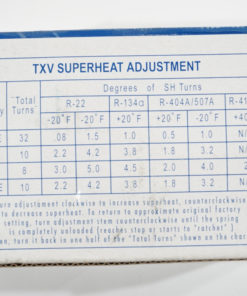 TXV SUPERHEAT ADJUSTMENT
Degrees of SH Turns
Total Turns R-22 R-134a R-404A/507A
+20°F -20°F +20°F -20°F +20°F -20°F
32 .08 1.5 1.0 0.5 1.0
10 2.2 4.2 3.8 1.8 3.2
8 3.0 5.0 4.5 2.0 4.2
10 2.2 4.2 3.8 1.8 3.2
turn adjustment clockwise to increase superheat, counterclockwise
to decrease superheat. To return to approximate original factory
setting, turn adjustment stem counterclockwise until the spring
is completely unloaded (reaches stop or starts to "ratchet"
turn it back in one half of the "Total Turns" shown on the